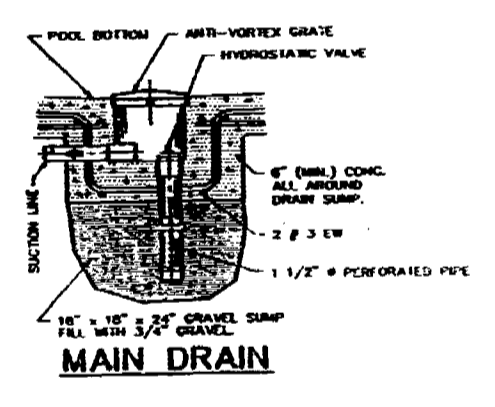 POOL BOTTOM
ANTI-VORTEX GRATE
HYDROSTATIC VALVE
SUCTION LINE
6" (MIN.) CONC.
ALL AROUND
DRAIN SUMP.
2 # 3 EW
1 1/2" ø PERFORATED PIPE
18" x 18" x 24" GRAVEL SUMP
FILL WITH 3/4" GRAVEL.
MAIN DRAIN